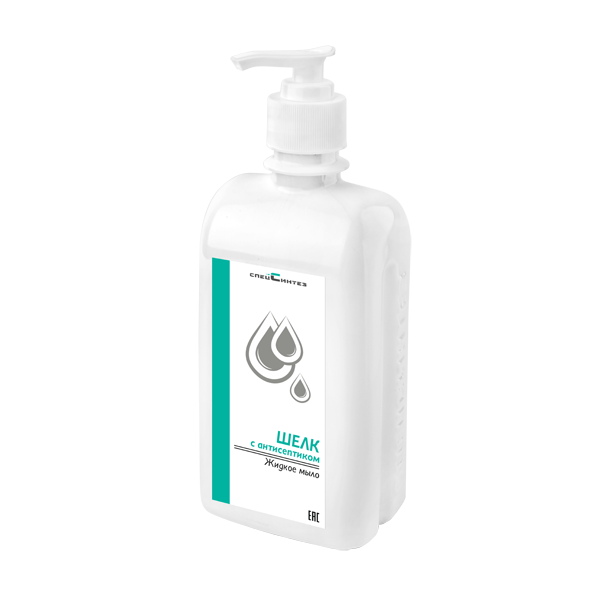 СПЕЦСИНТЕЗ
ШЕЛК
с антисептиком
Жидкое мыло
ЕАС